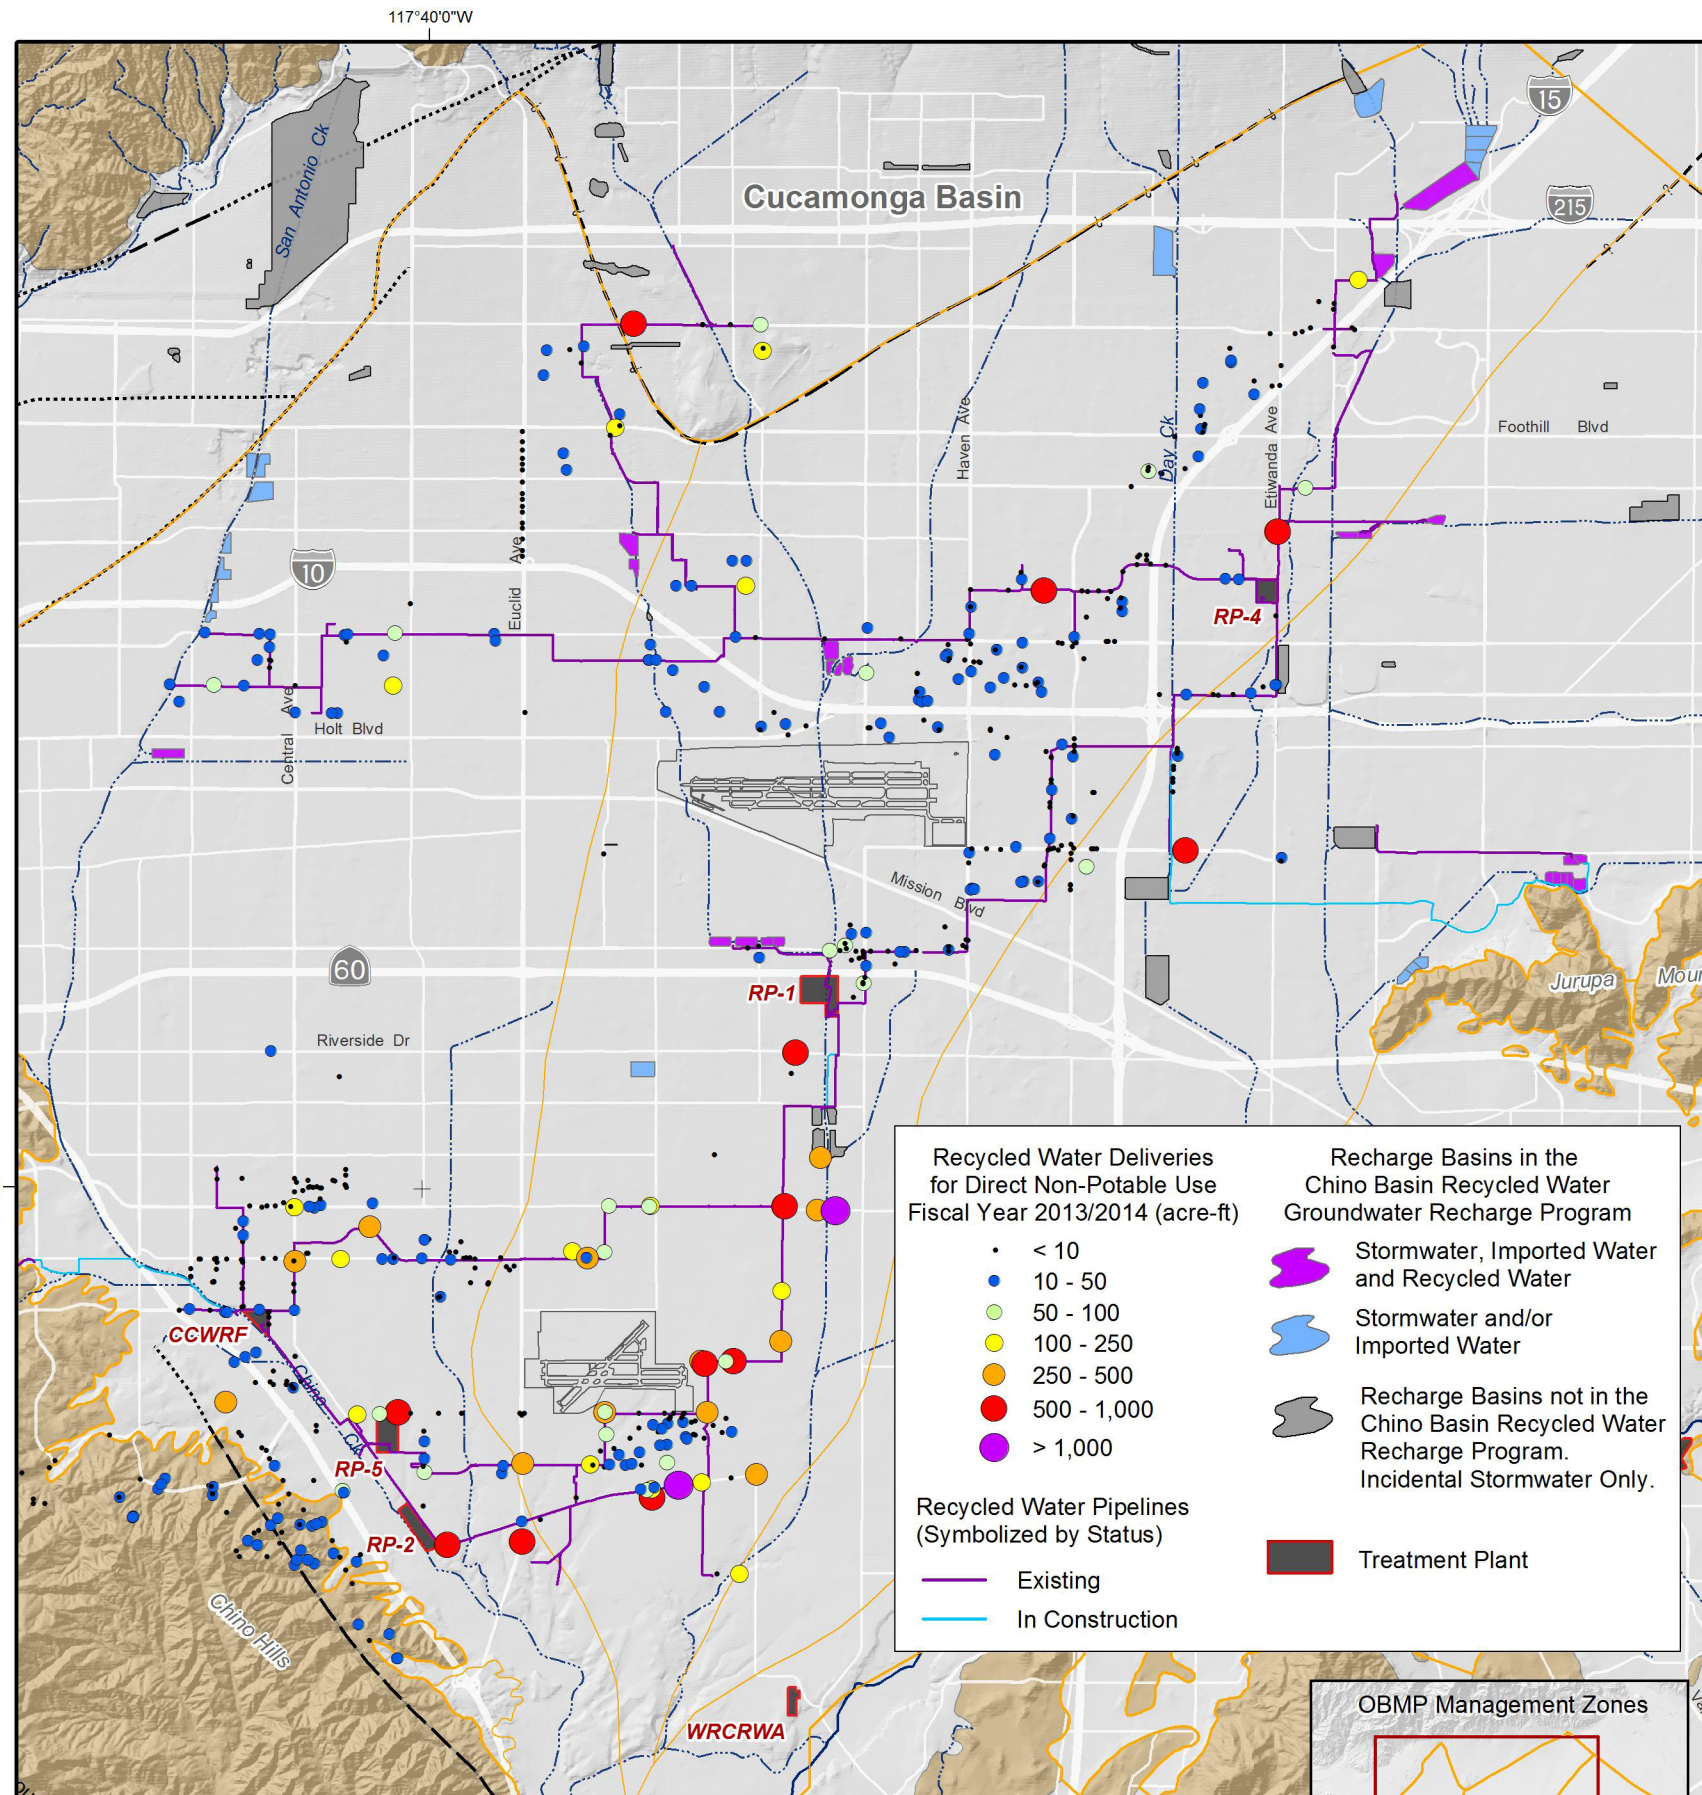 117°40'0"W
15
San Antonio Ck
Cucamonga Basin
215
Haven Ave
Day Ck
Etiwanda Ave
Foothill Blvd
10
Euclid Ave
RP-4
Central Ave
Holt Blvd
Mission Blvd
60
RP-1
Jurupa
Riverside Dr
CCWRF
Chino Ck
RP-5
RP-2
Chino Hills
WRCRWA
Recycled Water Deliveries
for Direct Non-Potable Use
Fiscal Year 2013/2014 (acre-ft)
< 10
10 - 50
50 - 100
100 - 250
250 - 500
500 - 1,000
> 1,000
Recycled Water Pipelines
(Symbolized by Status)
Existing
In Construction
Recharge Basins in the
Chino Basin Recycled Water
Groundwater Recharge Program
Stormwater, Imported Water
and Recycled Water
Stormwater and/or
Imported Water
Recharge Basins not in the
Chino Basin Recycled Water
Recharge Program.
Incidental Stormwater Only.
Treatment Plant
OBMP Management Zones